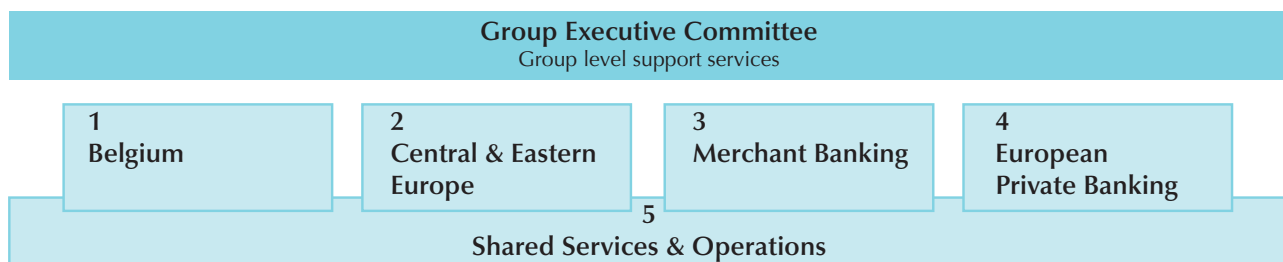 Group Executive Committee
Group level support services
1
Belgium
2
Central & Eastern
Europe
3
Merchant Banking
4
European
Private Banking
5
Shared Services & Operations